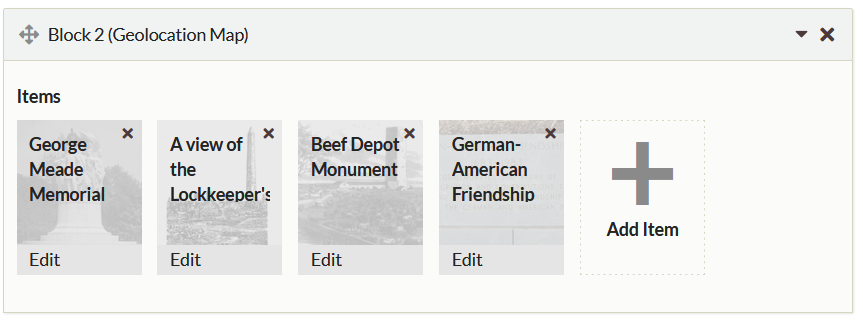 Block 2 (Geolocation Map)
Items
George
Meade
Memorial
A view of
the
Lockkeeper's
Beef Depot
Monument
German-
American
Friendship
Add Item
Edit
Edit
Edit
Edit